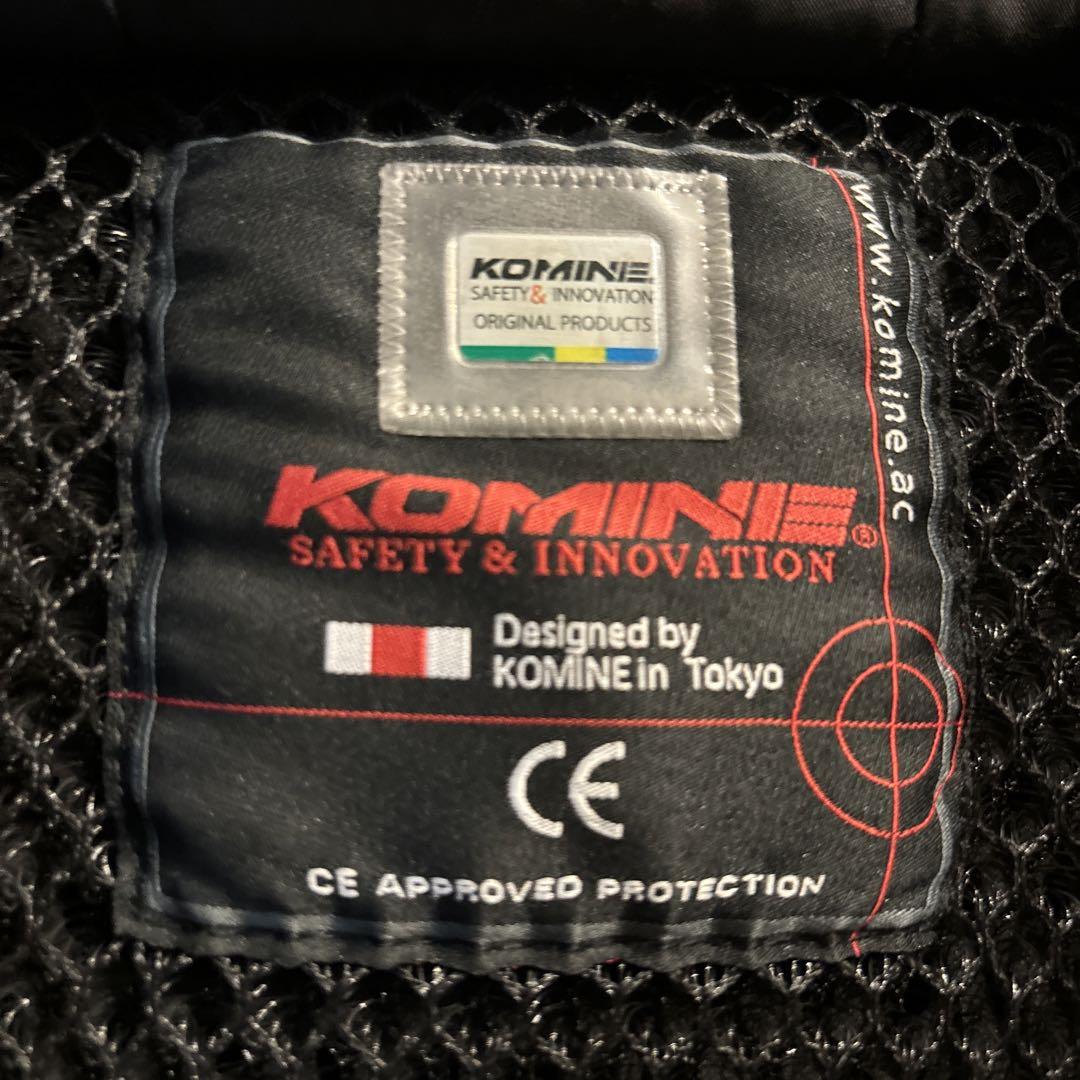 KOMINE
SAFETY & INNOVATION
ORIGINAL PRODUCTS
www.komine.ac
KOMINE®
SAFETY & INNOVATION
Designed by
KOMINE in Tokyo
CE
CE APPROVED PROTECTION